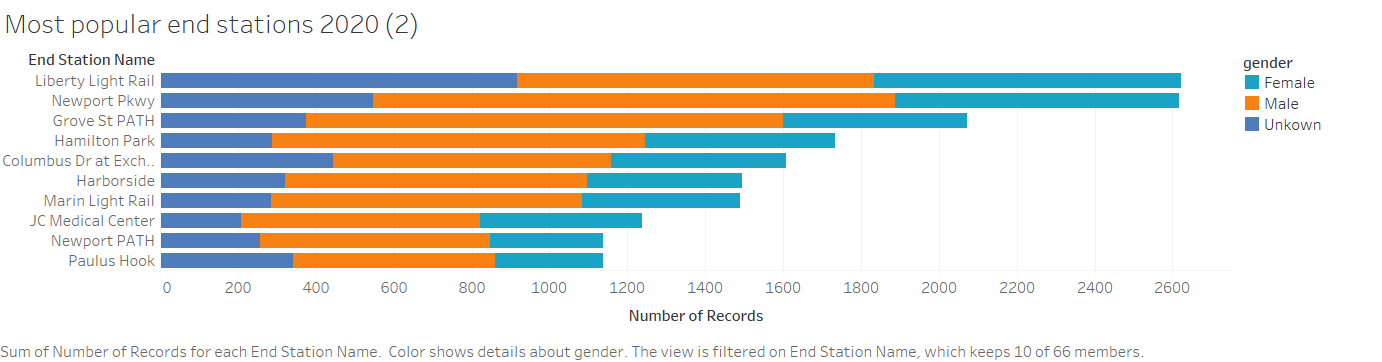 Most popular end stations 2020 (2)
End Station Name
Liberty Light Rail
Newport Pkwy
Grove St PATH
Hamilton Park
Columbus Dr at Exch..
Harborside
Marin Light Rail
JC Medical Center
Newport PATH
Paulus Hook
0 200 400 600 800 1000 1200 1400 1600 1800 2000 2200 2400 2600
Number of Records
gender
Female
Male
Unkown
Sum of Number of Records for each End Station Name.  Color shows details about gender. The view is filtered on End Station Name, which keeps 10 of 66 members.